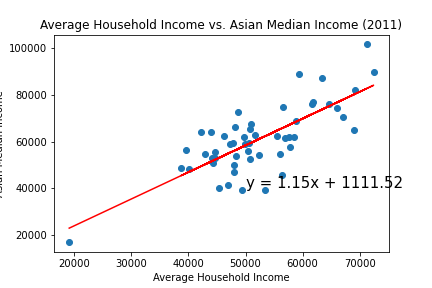 Average Household Income vs. Asian Median Income (2011)
100000
80000
60000
40000
20000
y = 1.15x + 1111.52
20000 30000 40000 50000 60000 70000
Average Household Income
Asian Median Income